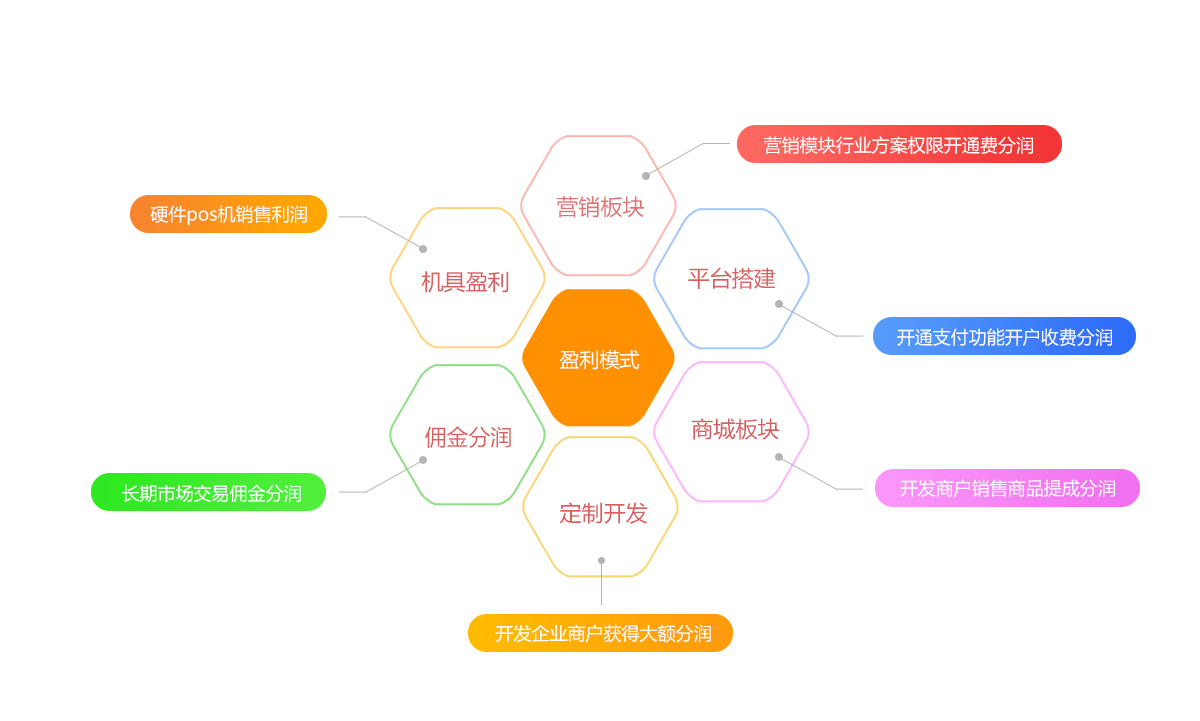 营销模块行业方案权限开通费分润
营销板块
硬件pos机销售利润
机具盈利
平台搭建
开通支付功能开户收费分润
盈利模式
佣金分润
商城板块
长期市场交易佣金分润
开发商户销售商品提成分润
定制开发
开发企业商户获得大额分润